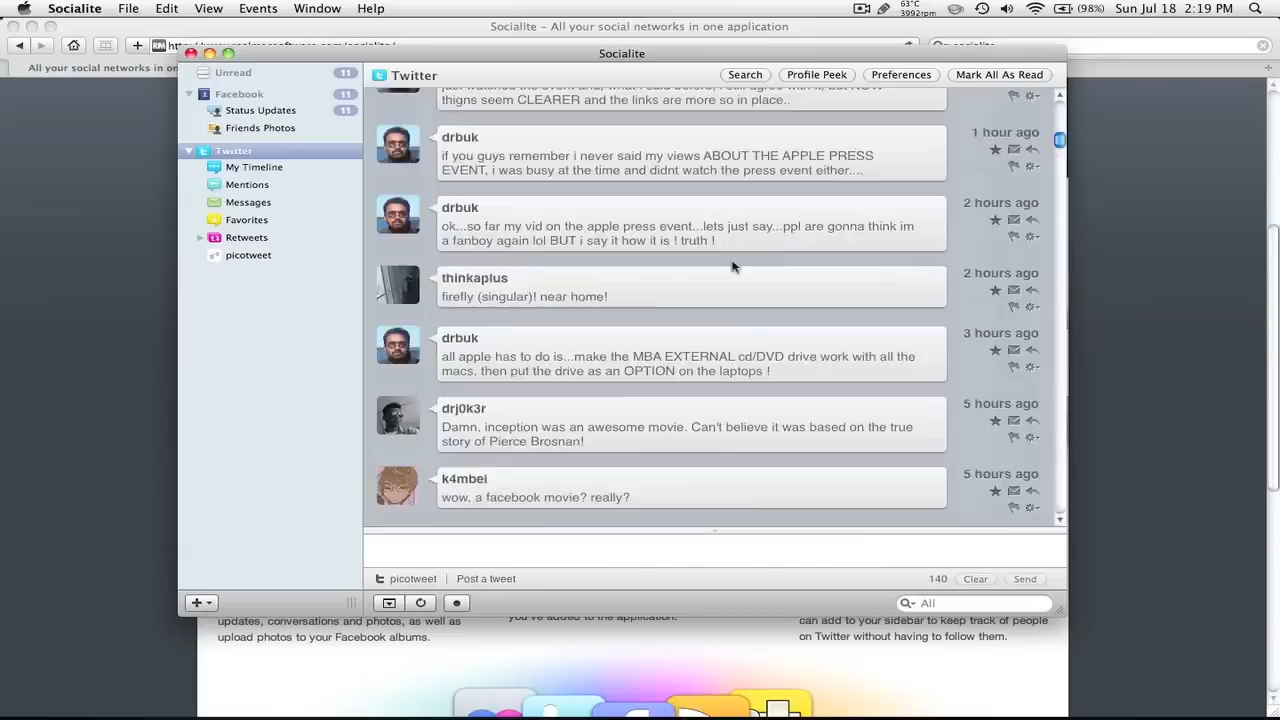 Socialite File Edit View Events Window Help 63°C 3992rpm (98%) Sun Jul 18 2:19 PM
Socialite – All your social networks in one application
Socialite
All your social networks in on
Unread 11
Facebook 11
Status Updates 11
Friends Photos
Twitter
My Timeline
Mentions
Messages
Favorites
Retweets
picotweet
Twitter Search Profile Peek Preferences Mark All As Read
thigns seem CLEARER and the links are more so in place..
drbuk 1 hour ago
if you guys remember i never said my views ABOUT THE APPLE PRESS
EVENT, i was busy at the time and didnt watch the press event either....
drbuk 2 hours ago
ok...so far my vid on the apple press event...lets just say...ppl are gonna think im
a fanboy again lol BUT i say it how it is ! truth !
thinkaplus 2 hours ago
firefly (singular)! near home!
drbuk 3 hours ago
all apple has to do is...make the MBA EXTERNAL cd/DVD drive work with all the
macs, then put the drive as an OPTION on the laptops !
drj0k3r 5 hours ago
Damn, inception was an awesome movie. Can't believe it was based on the true
story of Pierce Brosnan!
k4mbei 5 hours ago
wow, a facebook movie? really?
picotweet Post a tweet 140 Clear Send
All
updates, conversations and photos, as well as
upload photos to your Facebook albums.
you've added to the application.
can add to your sidebar to keep track of people
on Twitter without having to follow them.